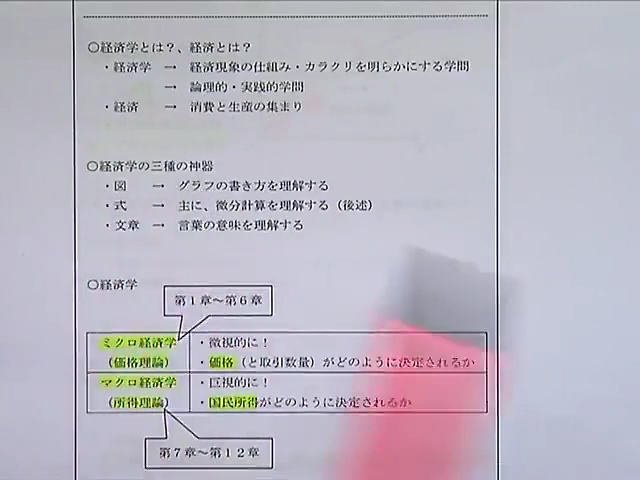 ○経済学とは?、経済とは?
・経済学 → 経済現象の仕組み・カラクリを明らかにする学問
→ 論理的・実践的学問
・経済 → 消費と生産の集まり
○経済学の三種の神器
・図 → グラフの書き方を理解する
・式 → 主に、微分計算を理解する（後述）
・文章 → 言葉の意味を理解する
○経済学
第1章～第6章
ミクロ経済学
（価格理論）
・微視的に!
・価格（と取引数量）がどのように決定されるか
マクロ経済学
（所得理論）
・巨視的に!
・国民所得がどのように決定されるか
第7章～第12章